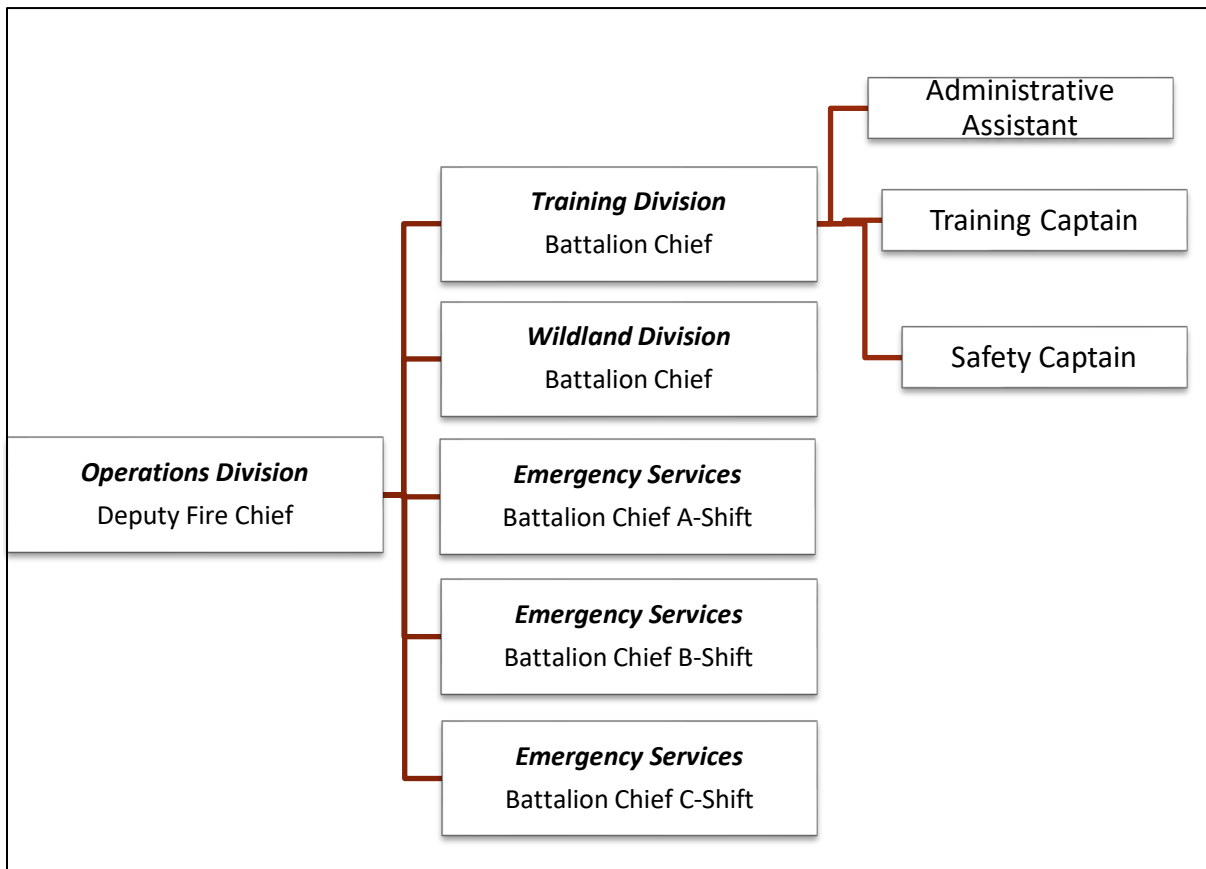 Administrative
Assistant
Training Division
Battalion Chief
Training Captain
Wildland Division
Battalion Chief
Safety Captain
Operations Division
Deputy Fire Chief
Emergency Services
Battalion Chief A-Shift
Emergency Services
Battalion Chief B-Shift
Emergency Services
Battalion Chief C-Shift